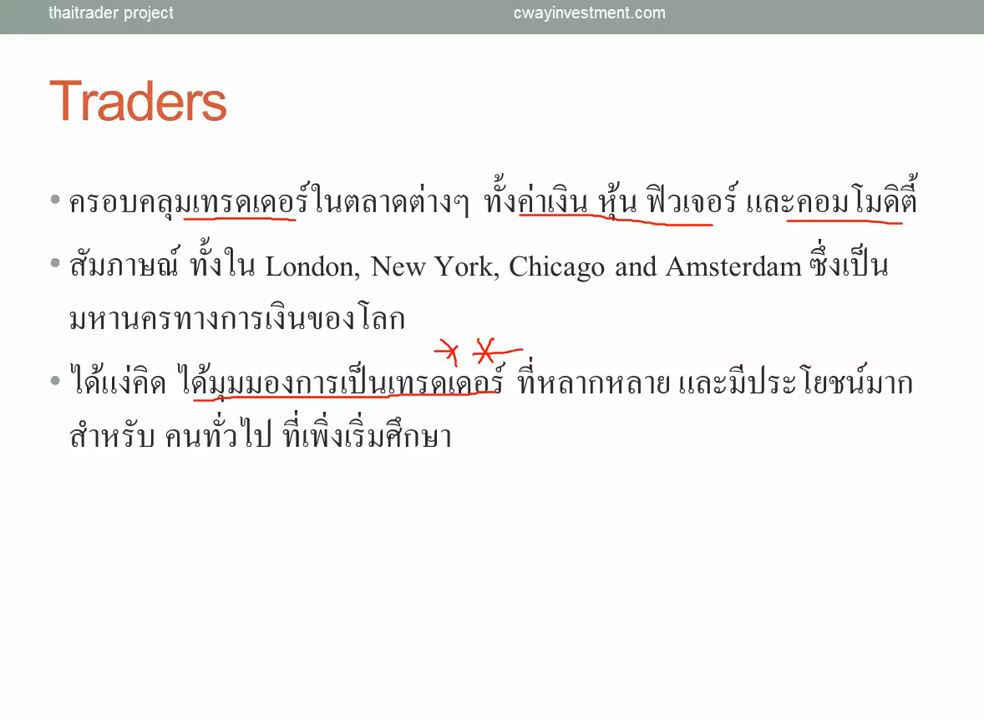 thaitrader project cwayinvestment.com
Traders
• ครอบคลุมเทรดเดอร์ในตลาดต่างๆ ทั้งค่าเงิน หุ้น ฟิวเจอร์ และคอมโมดิตี้
• สัมภาษณ์ ทั้งใน London, New York, Chicago and Amsterdam ซึ่งเป็น
มหานครทางการเงินของโลก
• ได้แง่คิด ได้มุมมองการเป็นเทรดเดอร์ ที่หลากหลาย และมีประโยชน์มาก
สำหรับ คนทั่วไป ที่เพิ่งเริ่มศึกษา